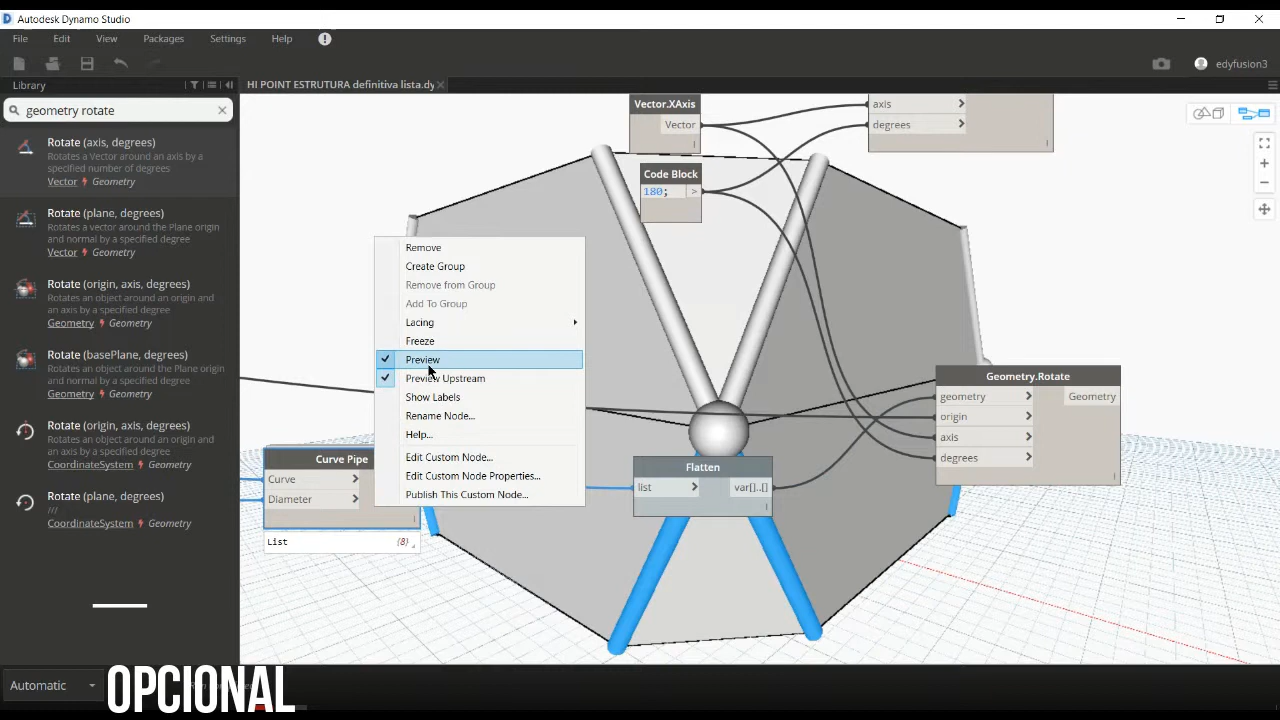 Autodesk Dynamo Studio
File Edit View Packages Settings Help
edyfusion3
Library
HI POINT ESTRUTURA definitiva lista.dy
geometry rotate
Rotate (axis, degrees)
Rotates a Vector around an axis by a
specified number of degrees
Vector Geometry
Rotate (plane, degrees)
Rotates a vector around the Plane origin
and normal by a specified degree
Vector Geometry
Rotate (origin, axis, degrees)
Rotates an object around an origin and
an axis by a specified degree
Geometry Geometry
Rotate (basePlane, degrees)
Rotates an object around the Plane origin
and normal by a specified degree
Geometry Geometry
Rotate (origin, axis, degrees)
Rotates an object around an origin and
an axis by a specified degree
CoordinateSystem Geometry
Rotate (plane, degrees)
///
CoordinateSystem Geometry
Vector.XAxis
Vector >
axis >
degrees >
Code Block
180; >
Remove
Create Group
Remove from Group
Add To Group
Lacing
Freeze
Preview
Preview Upstream
Show Labels
Rename Node...
Help...
Edit Custom Node...
Edit Custom Node Properties...
Publish This Custom Node...
Curve Pipe
Curve >
Diameter >
List {8}
Flatten
list > var[]..[]
Geometry.Rotate
geometry > Geometry
origin >
axis >
degrees >
Automatic
OPCIONAL